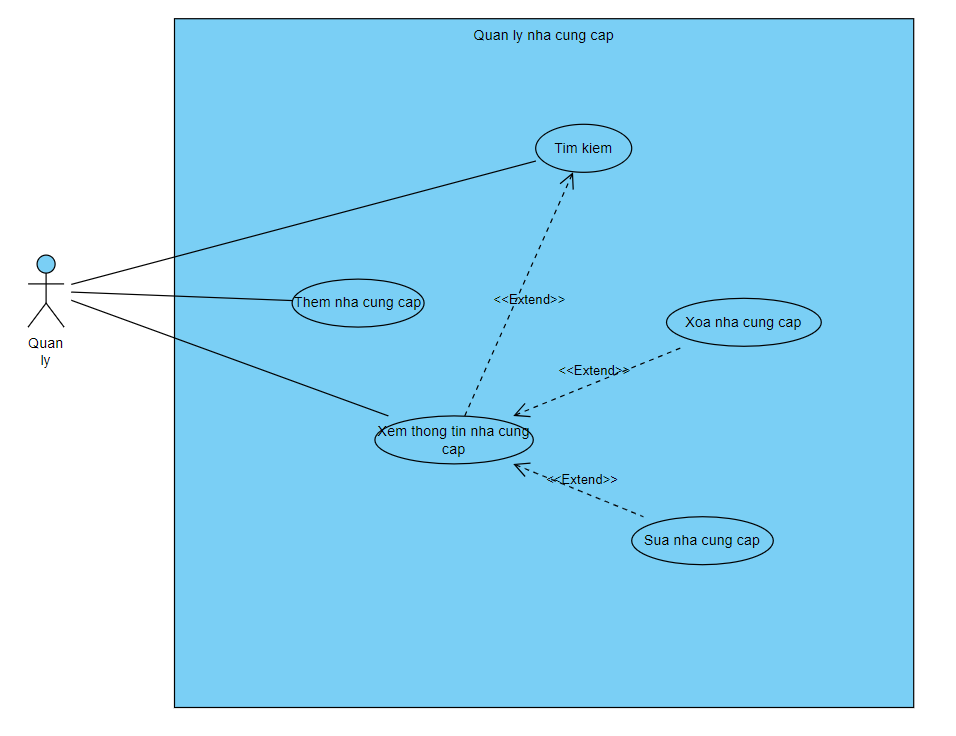 Quan ly nha cung cap
Tim kiem
<<Extend>>
Them nha cung cap
Xoa nha cung cap
Quan
ly
<<Extend>>
Xem thong tin nha cung
cap
<<Extend>>
Sua nha cung cap